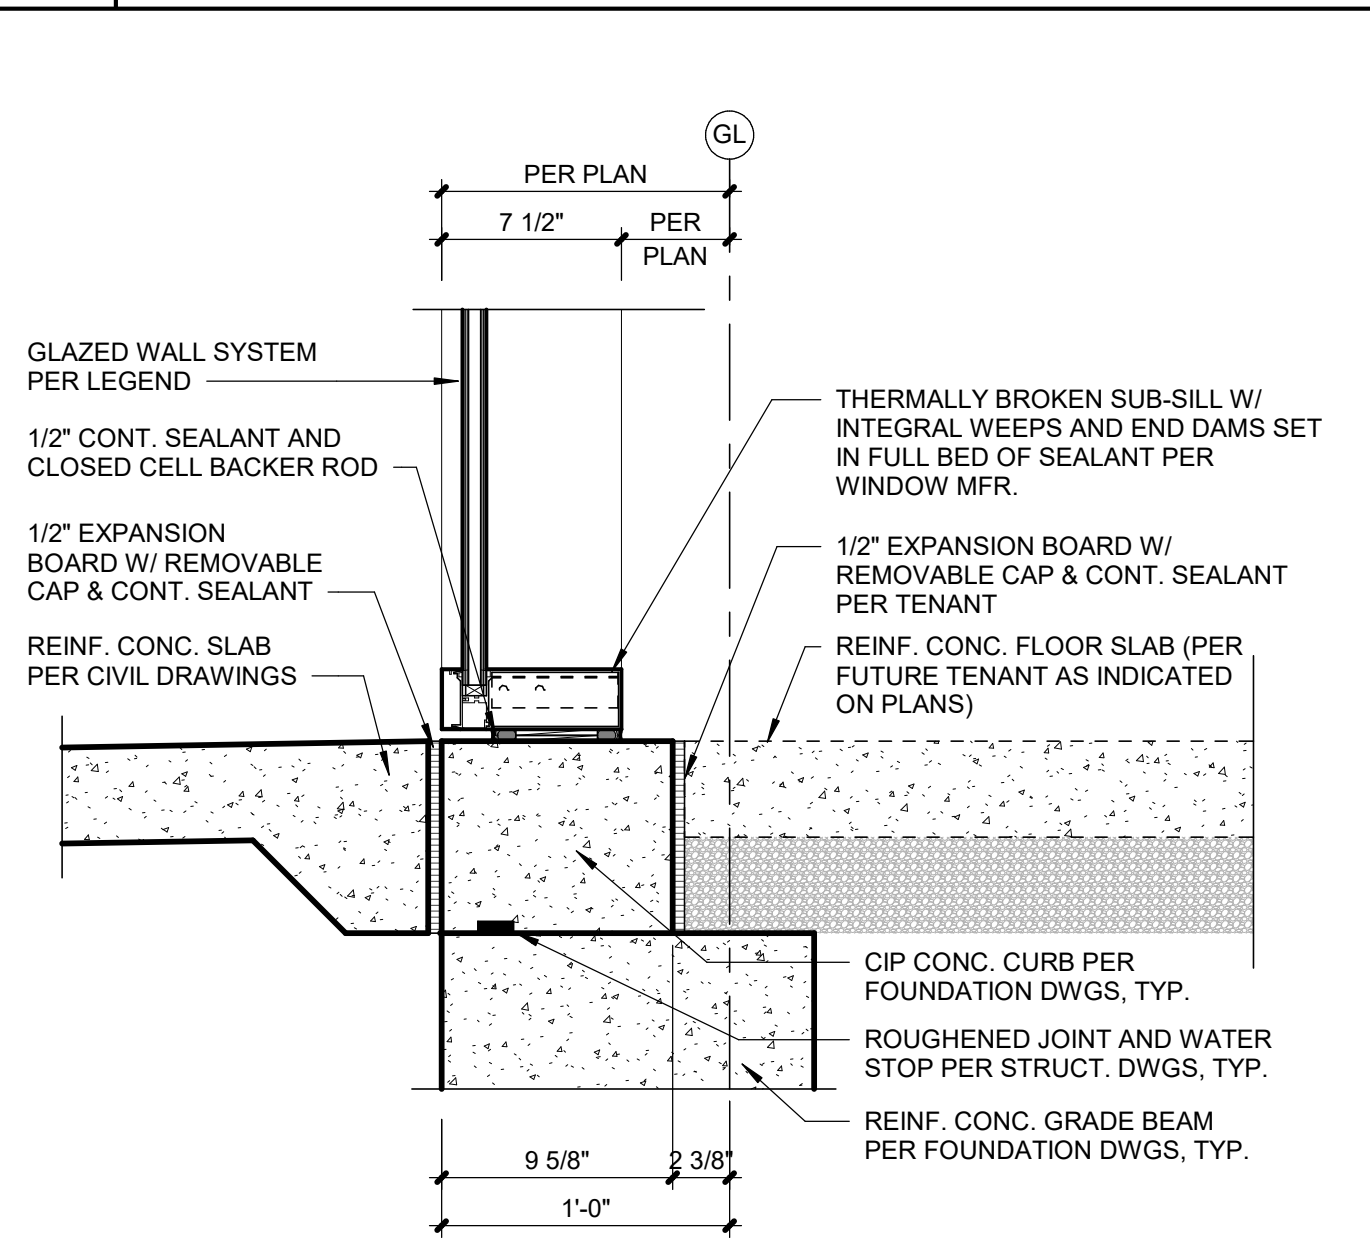 GL
PER PLAN
7 1/2"
PER
PLAN
GLAZED WALL SYSTEM
PER LEGEND
1/2" CONT. SEALANT AND
CLOSED CELL BACKER ROD
1/2" EXPANSION
BOARD W/ REMOVABLE
CAP & CONT. SEALANT
REINF. CONC. SLAB
PER CIVIL DRAWINGS
THERMALLY BROKEN SUB-SILL W/
INTEGRAL WEEPS AND END DAMS SET
IN FULL BED OF SEALANT PER
WINDOW MFR.
1/2" EXPANSION BOARD W/
REMOVABLE CAP & CONT. SEALANT
PER TENANT
REINF. CONC. FLOOR SLAB (PER
FUTURE TENANT AS INDICATED
ON PLANS)
CIP CONC. CURB PER
FOUNDATION DWGS, TYP.
ROUGHENED JOINT AND WATER
STOP PER STRUCT. DWGS, TYP.
REINF. CONC. GRADE BEAM
PER FOUNDATION DWGS, TYP.
9 5/8"
2 3/8"
1'-0"